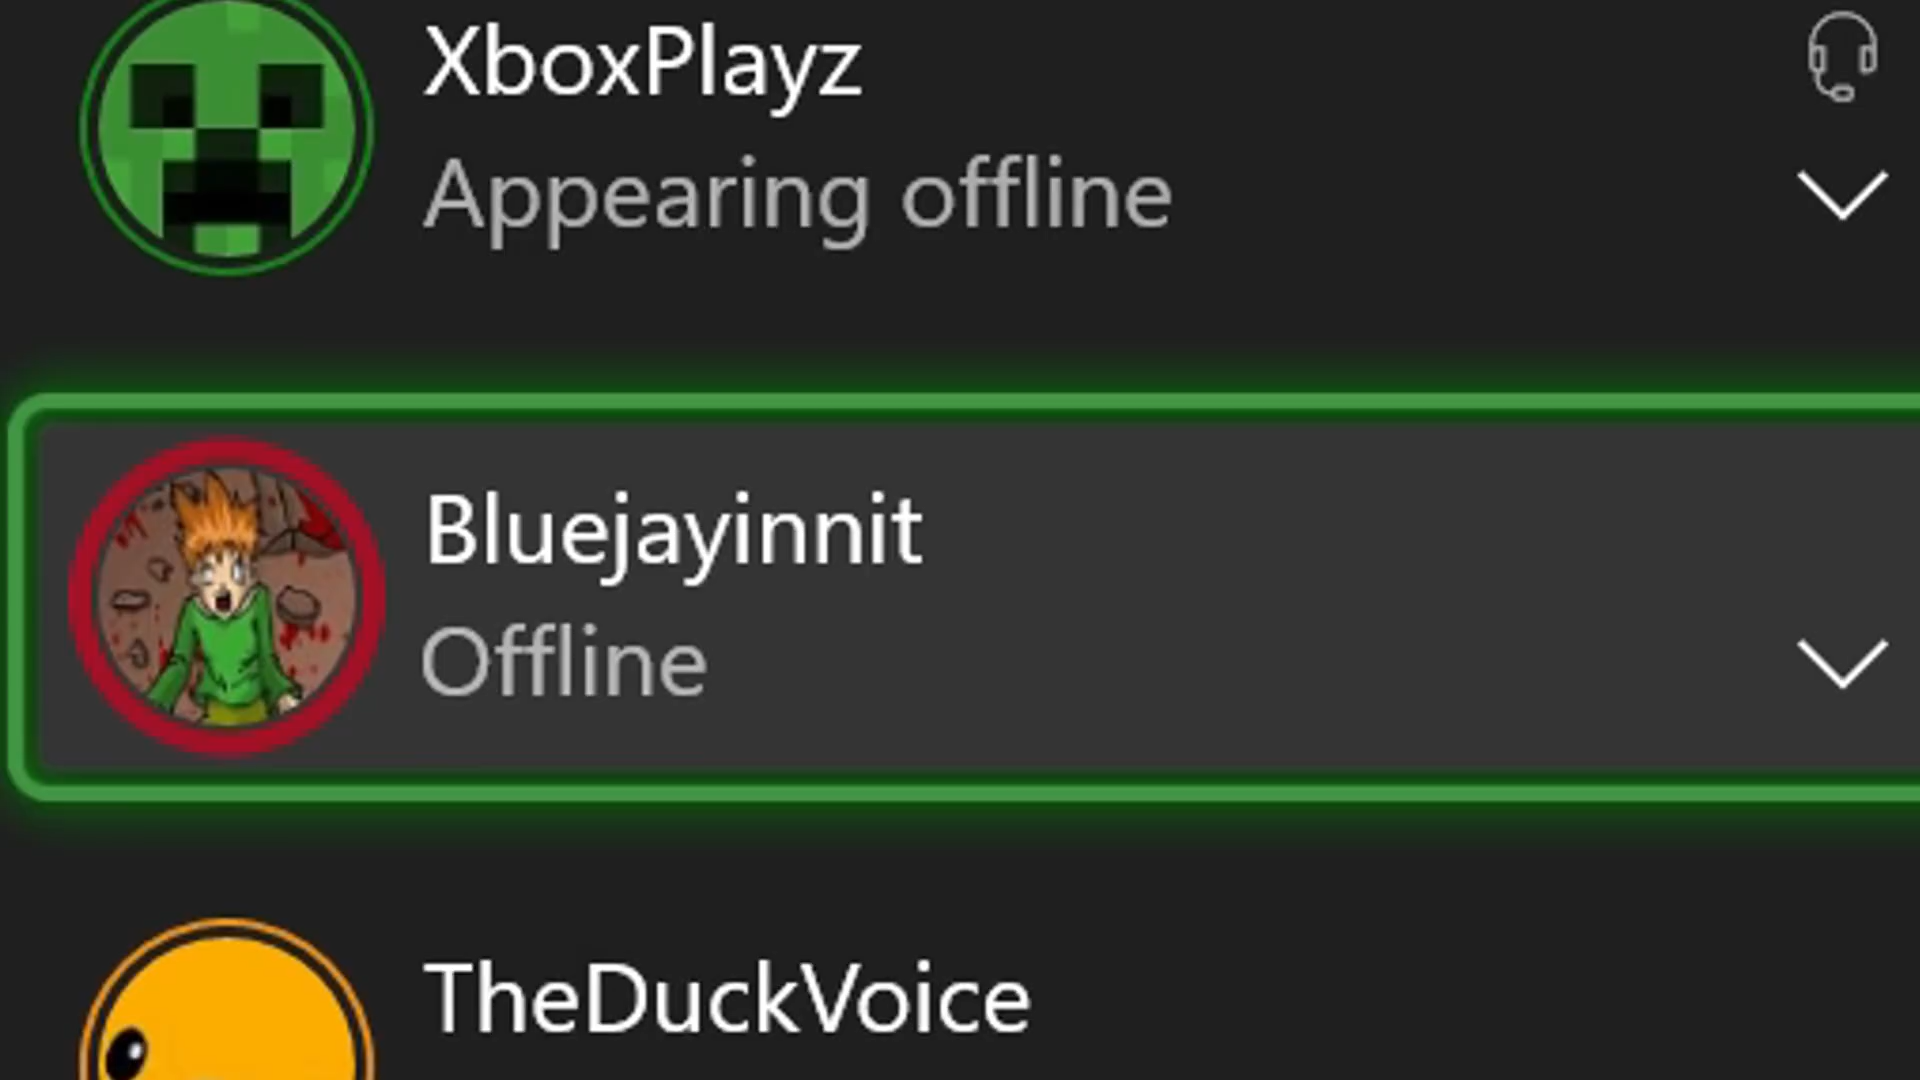 XboxPlayz
Appearing offline
Bluejayinnit
Offline
TheDuckVoice